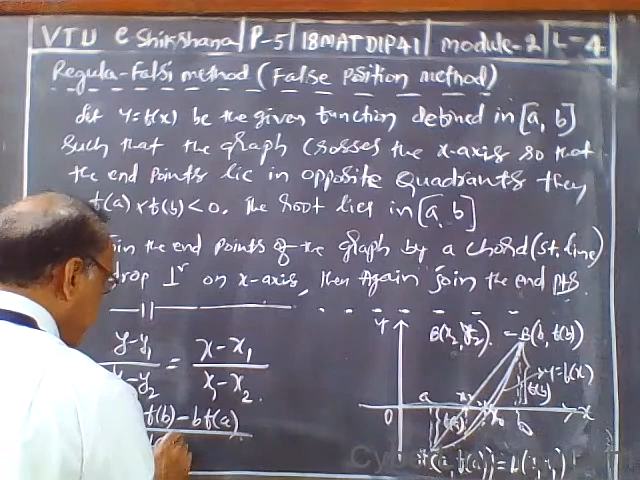 VTU e-Shikshana | P-5 | 18MATDIP41 | module-2 | L-4
Regula-Falsi method (False Position method)
Let y=f(x) be the given function defined in [a, b]
Such that the graph crosses the x-axis so that
the end points lie in opposite Quadrants they
f(a) x f(b) < 0. The root lies in [a, b]
the end points of the graph by a chord (st. line)
drop ⊥r on x-axis, then Again join the end pts.
y-y1 = x-x1
-y2 x1-x2
f(b) - bf(a)
y
B(x2, y2). = B(b, f(b))
y=f(x)
f(b)
a
x
0
x0
b